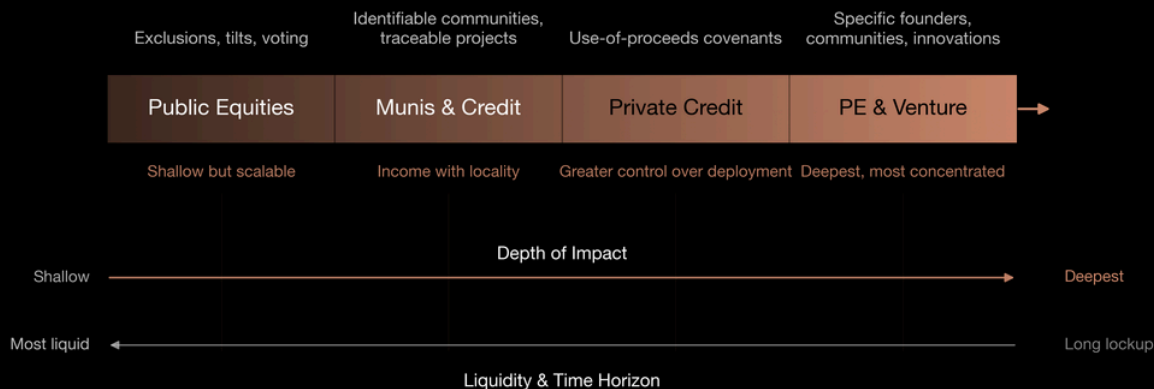 Exclusions, tilts, voting
Identifiable communities,
traceable projects
Use-of-proceeds covenants
Specific founders,
communities, innovations
Public Equities
Munis & Credit
Private Credit
PE & Venture
Shallow but scalable
Income with locality
Greater control over deployment
Deepest, most concentrated
Depth of Impact
Shallow
Deepest
Most liquid
Long lockup
Liquidity & Time Horizon